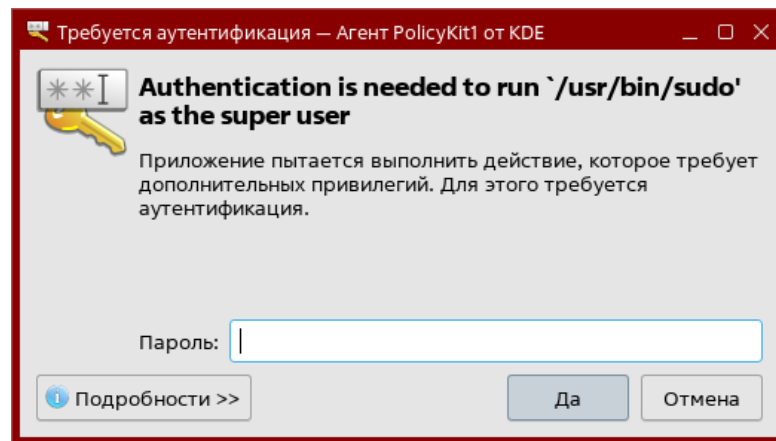 Требуется аутентификация — Агент PolicyKit1 от KDE
**
Authentication is needed to run `/usr/bin/sudo'
as the super user
Приложение пытается выполнить действие, которое требует
дополнительных привилегий. Для этого требуется
аутентификация.
Пароль:
Подробности >>
Да
Отмена